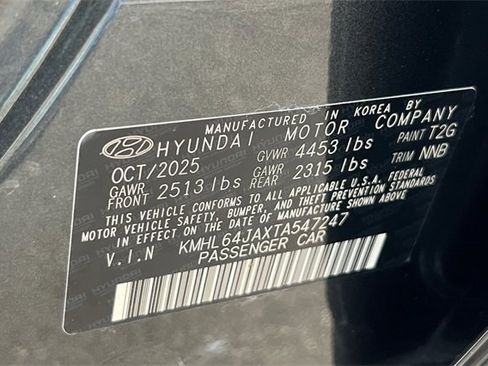 MANUFACTURED IN KOREA BY
HYUNDAI MOTOR COMPANY
OCT/2025 GVWR 4453 lbs PAINT T2G
GAWR FRONT 2513 lbs GAWR REAR 2315 lbs TRIM NNB
THIS VEHICLE CONFORMS TO ALL APPLICABLE U.S.A. FEDERAL
MOTOR VEHICLE SAFETY, BUMPER, AND THEFT PREVENTION STANDARDS
IN EFFECT ON THE DATE OF MANUFACTURE SHOWN ABOVE.
V.I.N KMHL64JAXTA547247
PASSENGER CAR